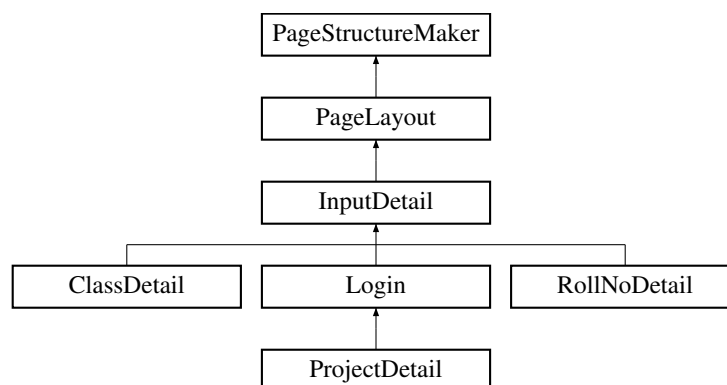 PageStructureMaker
PageLayout
InputDetail
ClassDetail
Login
RollNoDetail
ProjectDetail